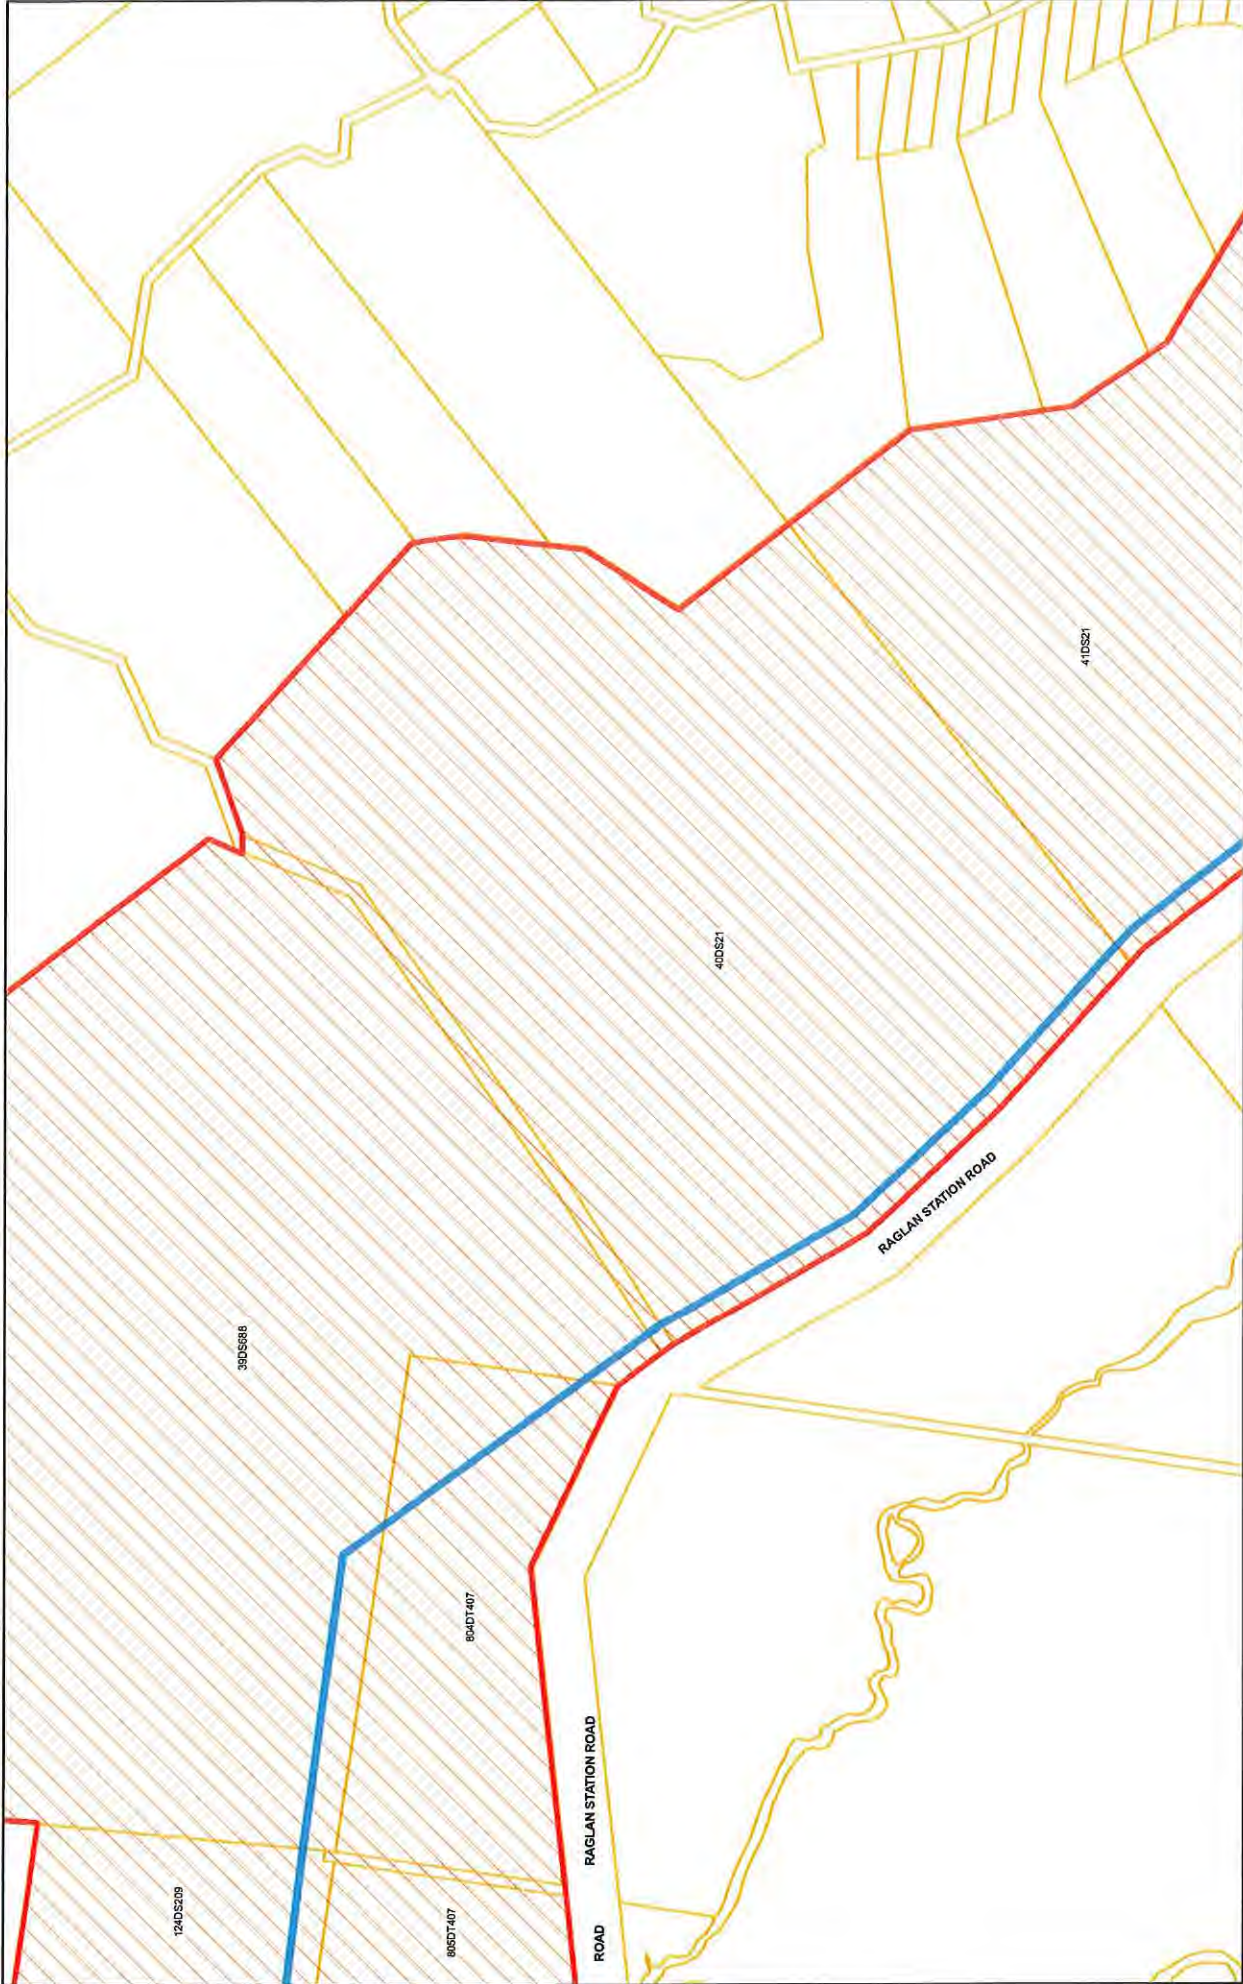 41DS21
40DS21
RAGLAN STATION ROAD
39DS688
804DT407
RAGLAN STATION ROAD
124DS209
805DT407
ROAD